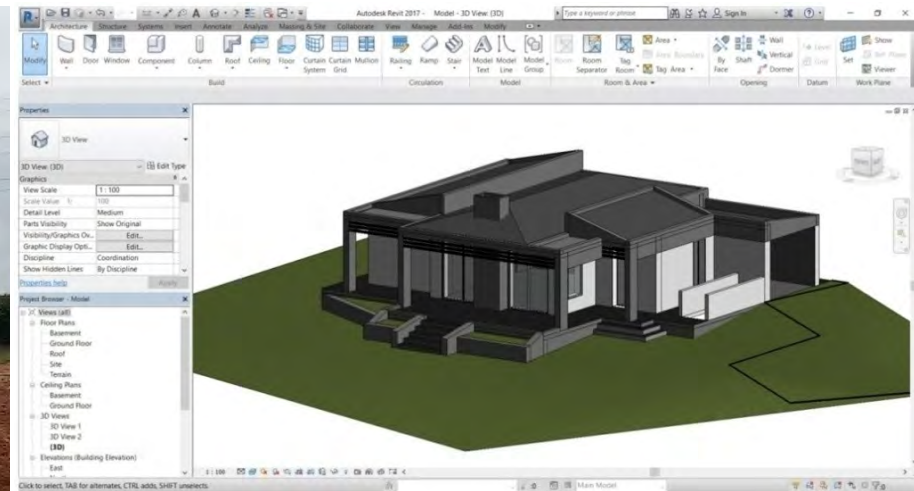 Autodesk Revit 2017 - Model - 3D View: {3D}
Type a keyword or phrase
Sign In
Architecture Structure Systems Insert Annotate Analyze Massing & Site Collaborate View Manage Add-Ins Modify
Modify Wall Door Window Component Column Roof Ceiling Floor Curtain System Curtain Grid Mullion Railing Ramp Stair Model Text Model Line Model Group Room Room Separator Tag Room Area Area Boundary Tag Area By Face Shaft Wall Vertical Dormer Level Grid Set Show Ref Plane Viewer
Select Build Circulation Model Room & Area Opening Datum Work Plane
Properties
3D View
3D View: {3D} Edit Type
Graphics
View Scale 1 : 100
Scale Value 1: 100
Detail Level Medium
Parts Visibility Show Original
Visibility/Graphics Ov... Edit...
Graphic Display Opti... Edit...
Discipline Coordination
Show Hidden Lines By Discipline
Properties help Apply
Project Browser - Model
Views (all)
Floor Plans
Basement
Ground Floor
Roof
Site
Terrain
Ceiling Plans
Basement
Ground Floor
3D Views
3D View 1
3D View 2
{3D}
Elevations (Building Elevation)
East
1 : 100
Click to select, TAB for alternates, CTRL adds, SHIFT unselects.
Main Model